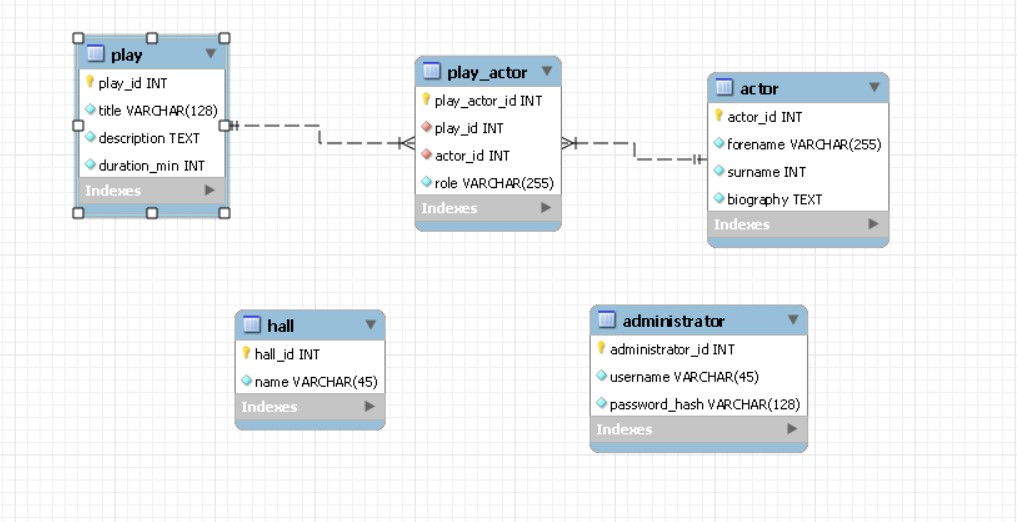 play
play_id INT
title VARCHAR(128)
description TEXT
duration_min INT
Indexes
play_actor
play_actor_id INT
play_id INT
actor_id INT
role VARCHAR(255)
Indexes
actor
actor_id INT
forename VARCHAR(255)
surname INT
biography TEXT
Indexes
hall
hall_id INT
name VARCHAR(45)
Indexes
administrator
administrator_id INT
username VARCHAR(45)
password_hash VARCHAR(128)
Indexes